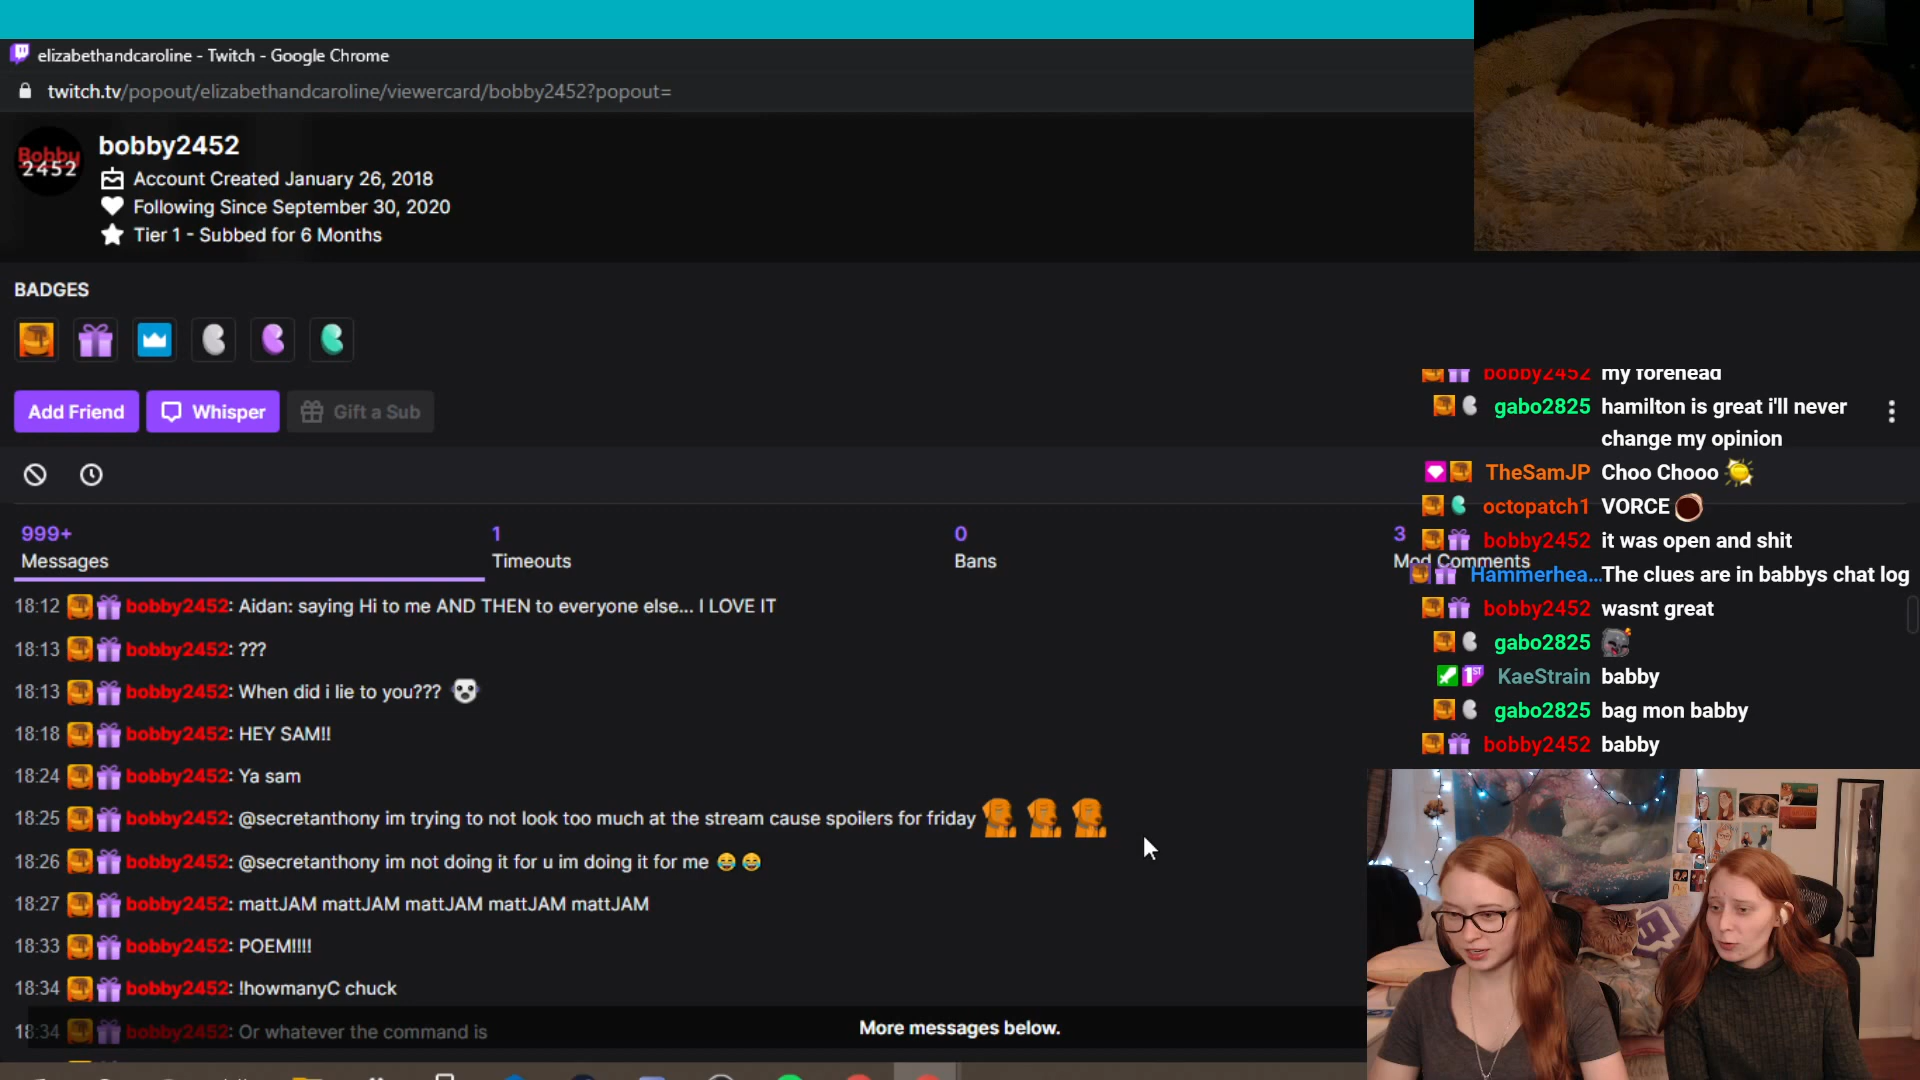 elizabethandcaroline - Twitch - Google Chrome
twitch.tv/popout/elizabethandcaroline/viewercard/bobby2452?popout=
Bobby
2452
bobby2452
Account Created January 26, 2018
Following Since September 30, 2020
Tier 1 - Subbed for 6 Months
BADGES
Add Friend
Whisper
Gift a Sub
999+
Messages
1
Timeouts
0
Bans
3
Mod Comments
18:12 bobby2452: Aidan: saying Hi to me AND THEN to everyone else... I LOVE IT
18:13 bobby2452: ???
18:13 bobby2452: When did i lie to you???
18:18 bobby2452: HEY SAM!!
18:24 bobby2452: Ya sam
18:25 bobby2452: @secretanthony im trying to not look too much at the stream cause spoilers for friday
18:26 bobby2452: @secretanthony im not doing it for u im doing it for me
18:27 bobby2452: mattJAM mattJAM mattJAM mattJAM mattJAM
18:33 bobby2452: POEM!!!!
18:34 bobby2452: !howmanyC chuck
18:34 bobby2452: Or whatever the command is
More messages below.
bobby2452 my forehead
gabo2825 hamilton is great i'll never
change my opinion
TheSamJP Choo Chooo
octopatch1 VORCE
bobby2452 it was open and shit
Hammerhea...The clues are in babbys chat log
bobby2452 wasnt great
gabo2825
1ST KaeStrain babby
gabo2825 bag mon babby
bobby2452 babby